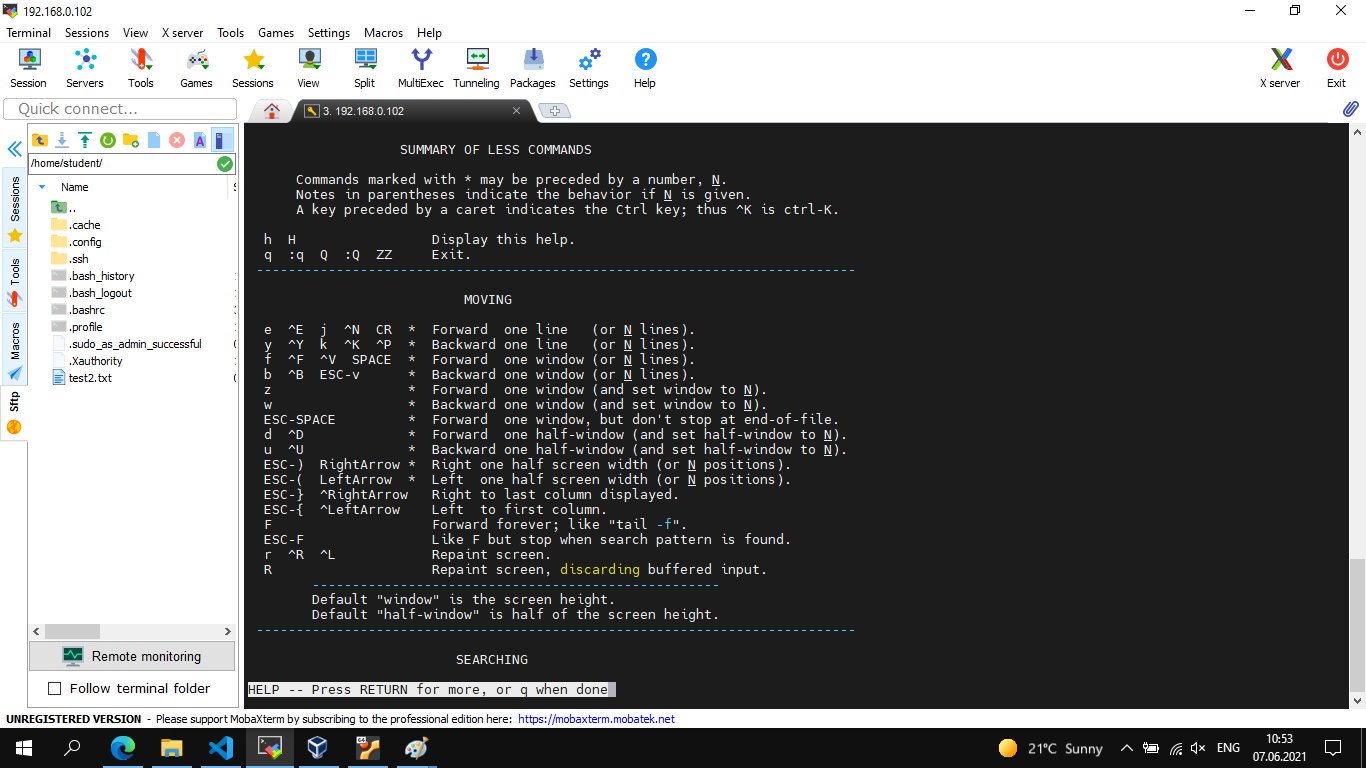 192.168.0.102
Terminal Sessions View X server Tools Games Settings Macros Help
Session Servers Tools Games Sessions View Split MultiExec Tunneling Packages Settings Help X server Exit
Quick connect...
3. 192.168.0.102
/home/student/
Name
..
.cache
.config
.ssh
.bash_history
.bash_logout
.bashrc
.profile
.sudo_as_admin_successful
.Xauthority
test2.txt
Sessions
Tools
Macros
Sftp
Remote monitoring
Follow terminal folder
SUMMARY OF LESS COMMANDS
Commands marked with * may be preceded by a number, N.
Notes in parentheses indicate the behavior if N is given.
A key preceded by a caret indicates the Ctrl key; thus ^K is ctrl-K.
h  H                 Display this help.
q  :q  Q  :Q  ZZ     Exit.
---------------------------------------------------------------------------
MOVING
e  ^E  j  ^N  CR  *  Forward  one line   (or N lines).
y  ^Y  k  ^K  ^P  *  Backward one line   (or N lines).
f  ^F  ^V  SPACE  *  Forward  one window (or N lines).
b  ^B  ESC-v      *  Backward one window (or N lines).
z                 *  Forward  one window (and set window to N).
w                 *  Backward one window (and set window to N).
ESC-SPACE         *  Forward  one window, but don't stop at end-of-file.
d  ^D             *  Forward  one half-window (and set half-window to N).
u  ^U             *  Backward one half-window (and set half-window to N).
ESC-)  RightArrow *  Right one half screen width (or N positions).
ESC-(  LeftArrow  *  Left  one half screen width (or N positions).
ESC-}  ^RightArrow   Right to last column displayed.
ESC-{  ^LeftArrow    Left  to first column.
F                    Forward forever; like "tail -f".
ESC-F                Like F but stop when search pattern is found.
r  ^R  ^L            Repaint screen.
R                    Repaint screen, discarding buffered input.
---------------------------------------------------
Default "window" is the screen height.
Default "half-window" is half of the screen height.
---------------------------------------------------------------------------
SEARCHING
HELP -- Press RETURN for more, or q when done
UNREGISTERED VERSION - Please support MobaXterm by subscribing to the professional edition here: https://mobaxterm.mobatek.net
21°C Sunny ENG 10:53
07.06.2021